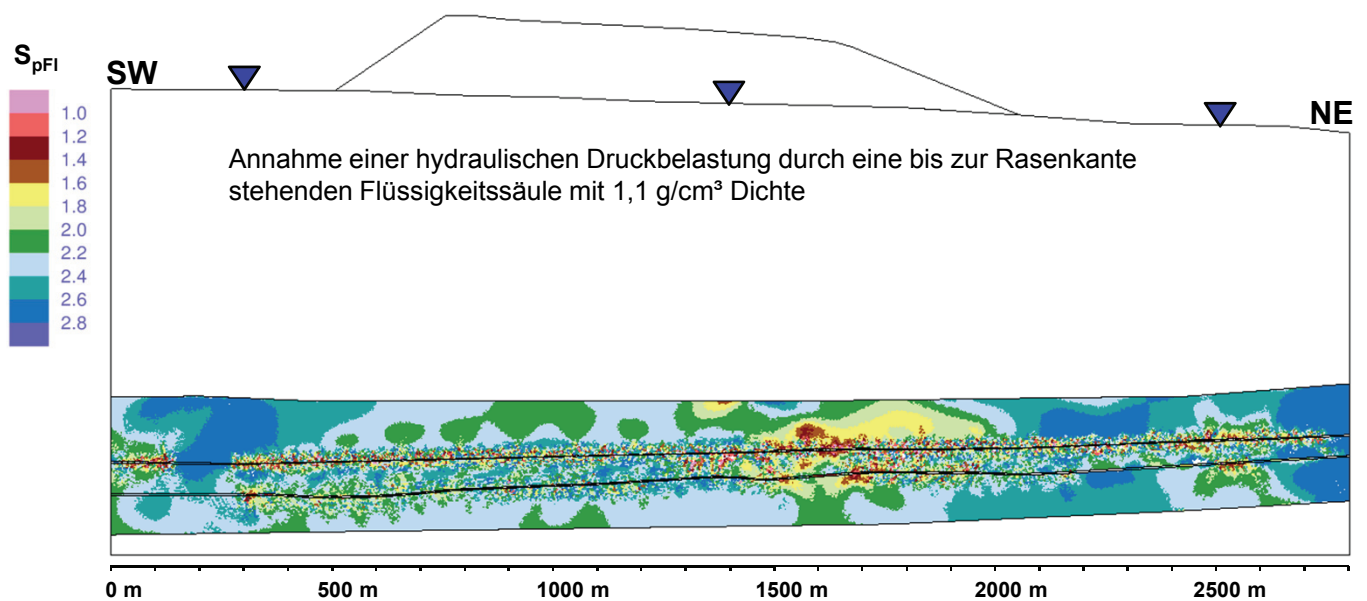 S_pFl
SW
NE
1.0
1.2
1.4
1.6
1.8
2.0
2.2
2.4
2.6
2.8
Annahme einer hydraulischen Druckbelastung durch eine bis zur Rasenkante
stehenden Flüssigkeitssäule mit 1,1 g/cm³ Dichte
0 m
500 m
1000 m
1500 m
2000 m
2500 m